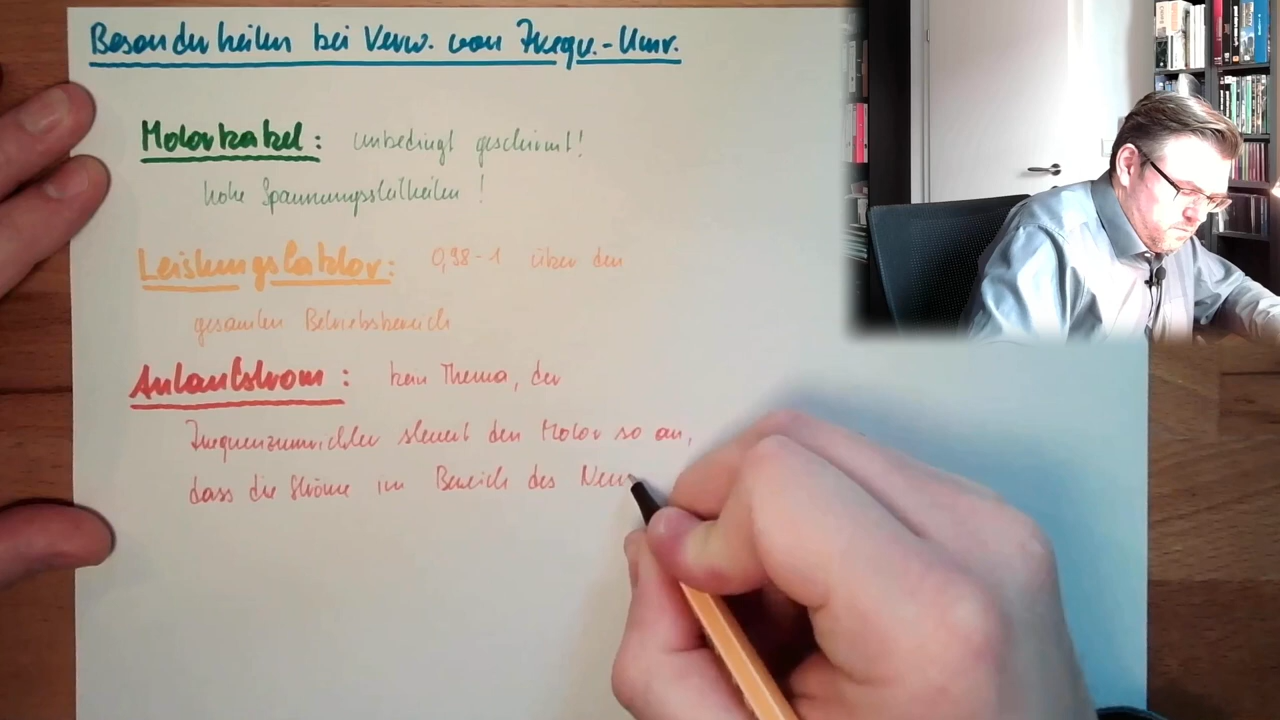 Besonderheiten bei Verw. von Frequ.-Umr.
Motorkabel: unbedingt geschirmt!
hohe Spannungssteilheiten!
Leistungsfaktor: 0,98-1 über den
gesamten Betriebsbereich
Anlaufstrom: kein Thema, der
Frequenzumrichter steuert den Motor so an,
dass die Ströme im Bereich des Nenn